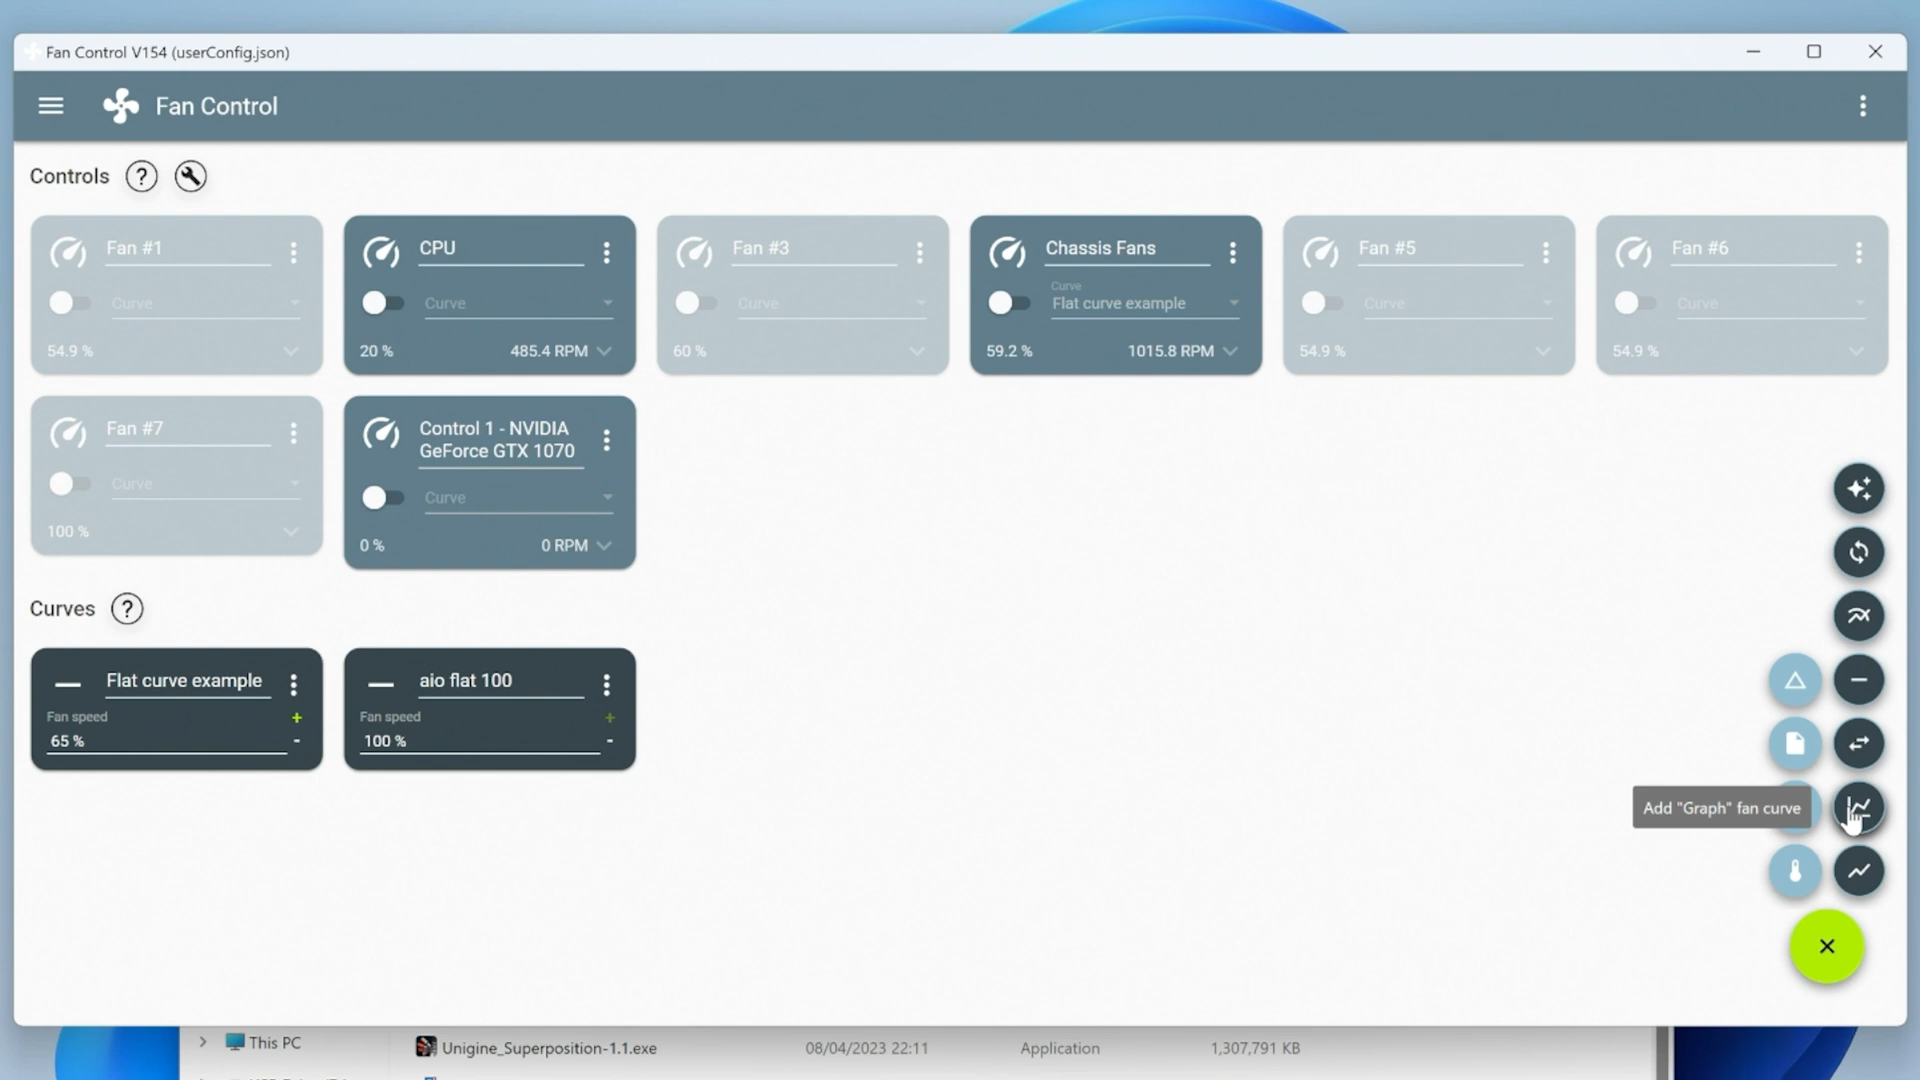 Fan Control V154 (userConfig.json)
Fan Control
Controls ?
Fan #1
CPU
Fan #3
Chassis Fans
Fan #5
Fan #6
Curve
Curve
Curve
Curve
Flat curve example
Curve
Curve
54.9 %
20 % 485.4 RPM
60 %
59.2 % 1015.8 RPM
54.9 %
54.9 %
Fan #7
Control 1 - NVIDIA
GeForce GTX 1070
Curve
Curve
100 %
0 % 0 RPM
Curves ?
Flat curve example
aio flat 100
Fan speed +
Fan speed +
65 % -
100 % -
Add "Graph" fan curve
This PC
Unigine_Superposition-1.1.exe 08/04/2023 22:11 Application 1,307,791 KB